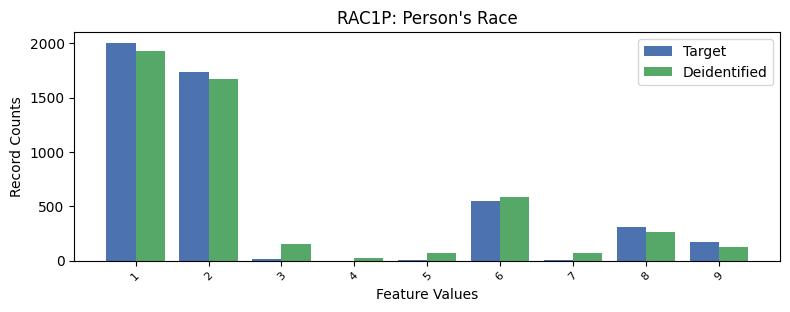 RAC1P: Person's Race
Target
Deidentified
Record Counts
2000
1500
1000
500
0
1 2 3 4 5 6 7 8 9
Feature Values